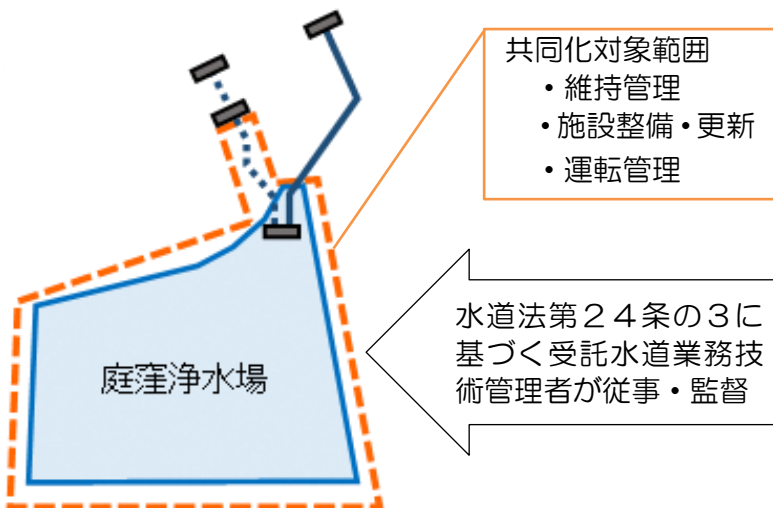 共同化対象範囲
・維持管理
・施設整備・更新
・運転管理
水道法第２４条の３に
基づく受託水道業務技
術管理者が従事・監督
庭窪浄水場